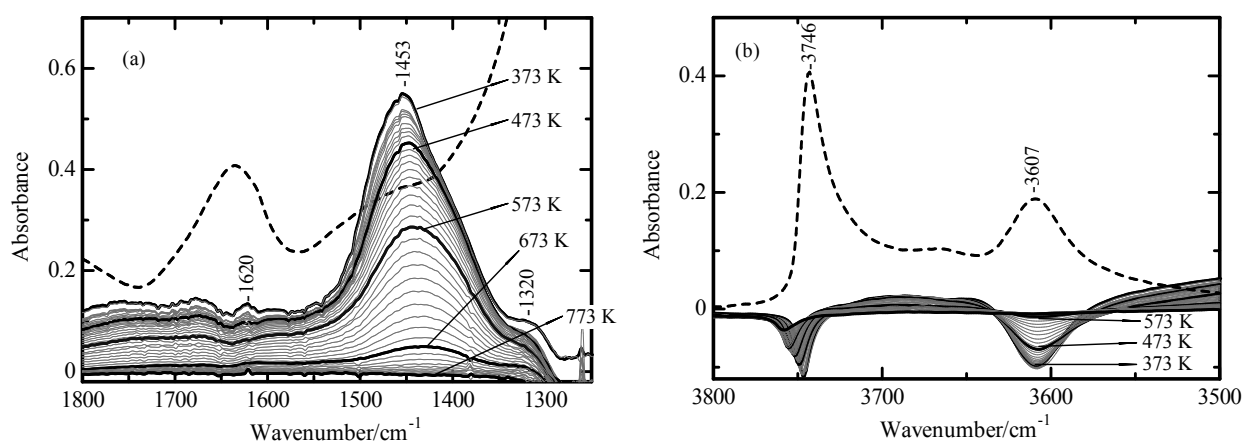 (a)
0.6
0.4
0.2
0
Absorbance
-1453
-1620
-1320
373 K
473 K
573 K
673 K
773 K
1800 1700 1600 1500 1400 1300
Wavenumber/cm-1
(b)
0.4
0.2
0
Absorbance
-3746
3607
573 K
473 K
373 K
3800 3700 3600 3500
Wavenumber/cm-1